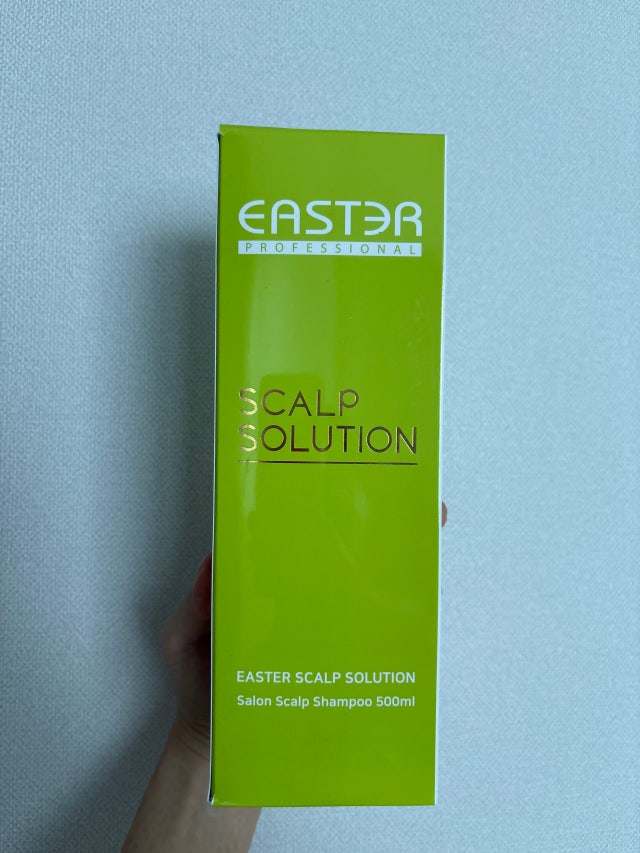 EASTER
PROFESSIONAL
SCALP
SOLUTION
EASTER SCALP SOLUTION
Salon Scalp Shampoo 500ml